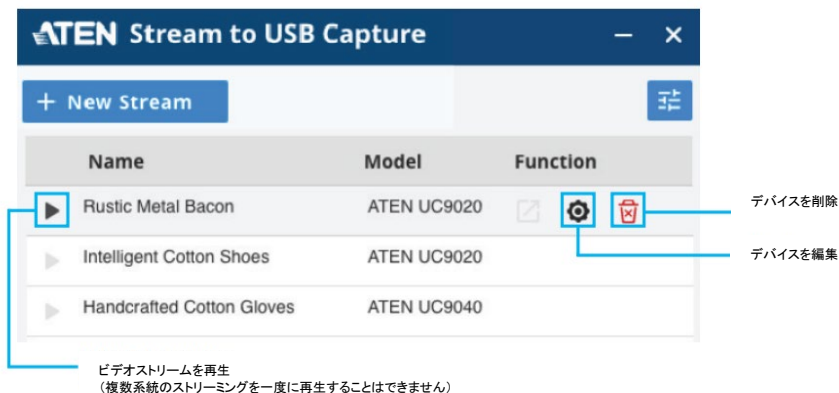 ATEN Stream to USB Capture
+ New Stream
Name Model Function
Rustic Metal Bacon ATEN UC9020
デバイスを削除
Intelligent Cotton Shoes ATEN UC9020
デバイスを編集
Handcrafted Cotton Gloves ATEN UC9040
ビデオストリームを再生
（複数系統のストリーミングを一度に再生することはできません）